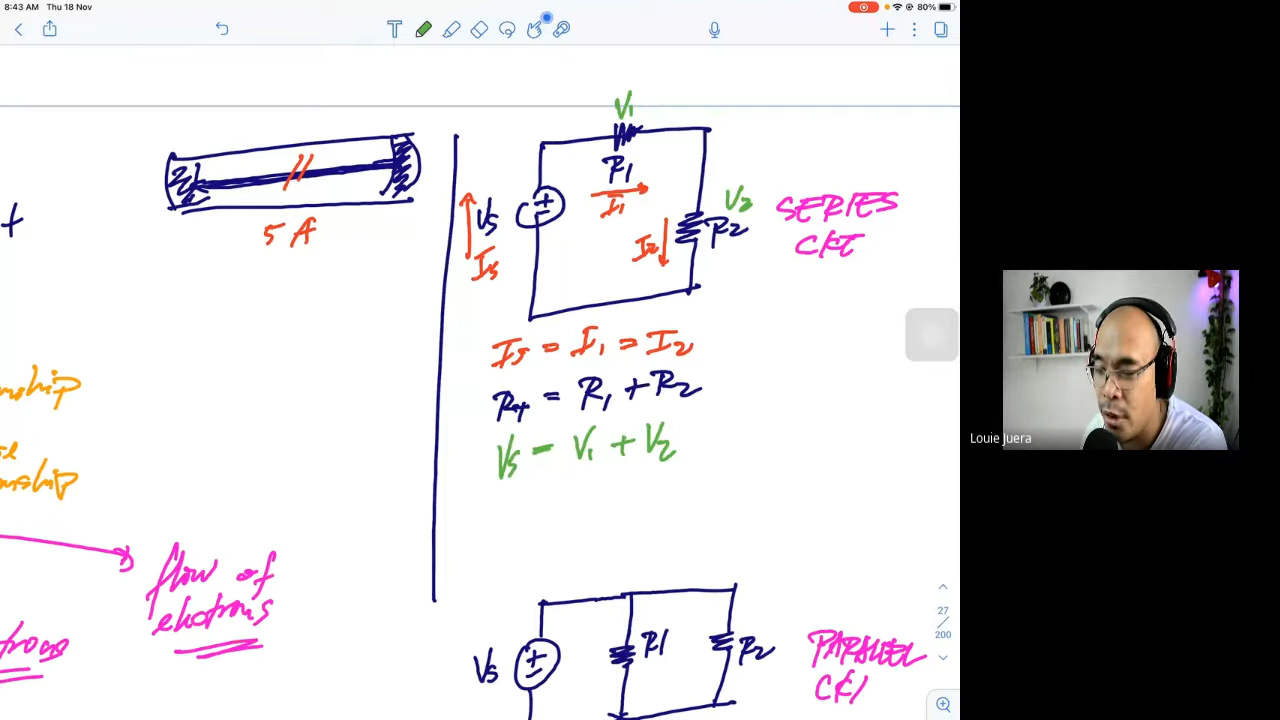 8:43 AM Thu 18 Nov
80%
T
V1
R1
I1
Vs
Is
I2
V2
R2
SERIES
CKT
5 A
Is = I1 = I2
Rt = R1 + R2
Vs = V1 + V2
flow of
electrons
Vs
R1
R2
PARALLEL
CKT
27
/
200
Louie Juera